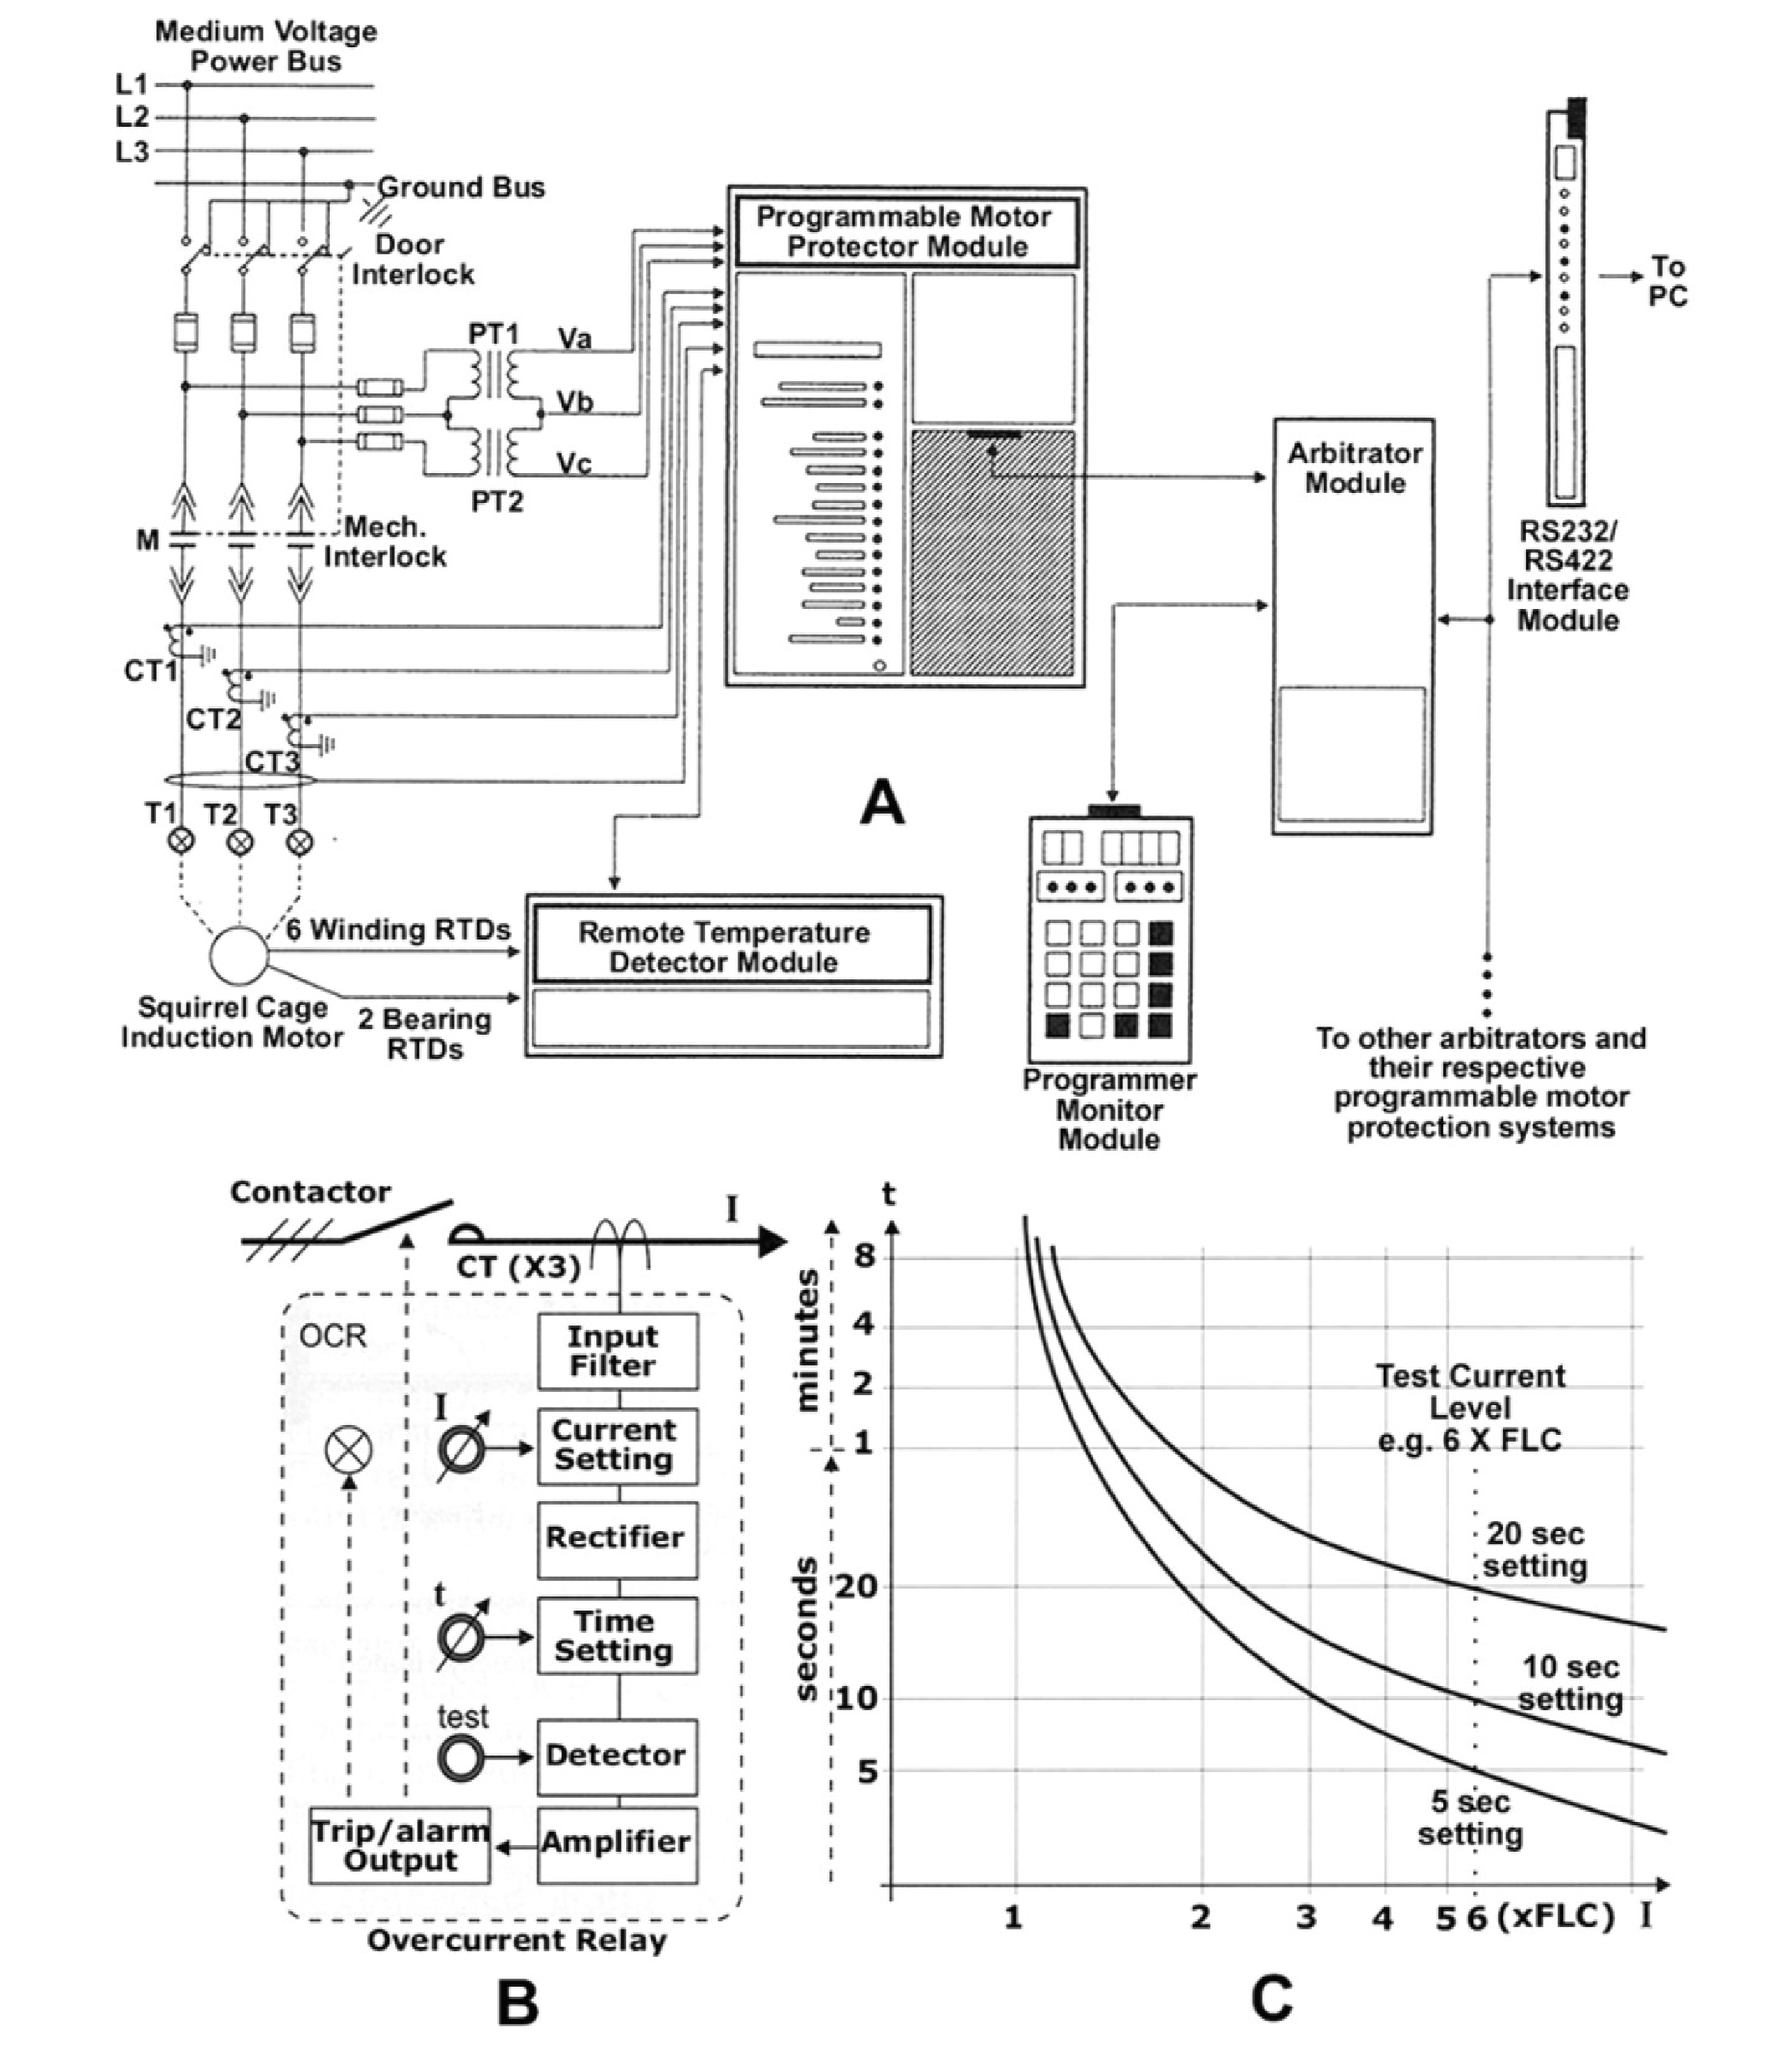 Medium Voltage
Power Bus
L1
L2
L3
Ground Bus
Door
Interlock
PT1
Va
Vb
Vc
PT2
M
Mech.
Interlock
CT1
CT2
CT3
T1 T2 T3
6 Winding RTDs
Squirrel Cage
Induction Motor
2 Bearing
RTDs
Programmable Motor
Protector Module
Remote Temperature
Detector Module
A
Arbitrator
Module
Programmer
Monitor
Module
To
PC
RS232/
RS422
Interface
Module
To other arbitrators and
their respective
programmable motor
protection systems
Contactor
I
CT (X3)
OCR
Input
Filter
I
Current
Setting
Rectifier
t
Time
Setting
test
Detector
Trip/alarm
Output
Amplifier
Overcurrent Relay
B
t
minutes
seconds
8
4
2
1
20
10
5
Test Current
Level
e.g. 6 X FLC
20 sec
setting
10 sec
setting
5 sec
setting
1 2 3 4 5 6 (xFLC) I
C